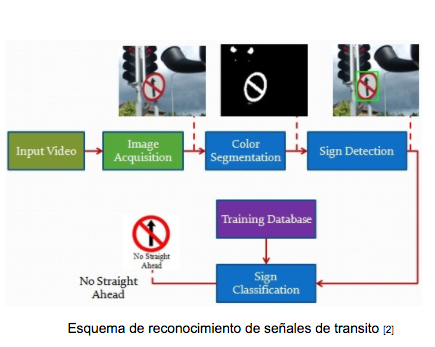 Input Video
Image
Acquisition
Color
Segmentation
Sign Detection
Training Database
No Straight
Ahead
No Straight
Ahead
Sign
Classification
Esquema de reconocimiento de señales de transito [2]